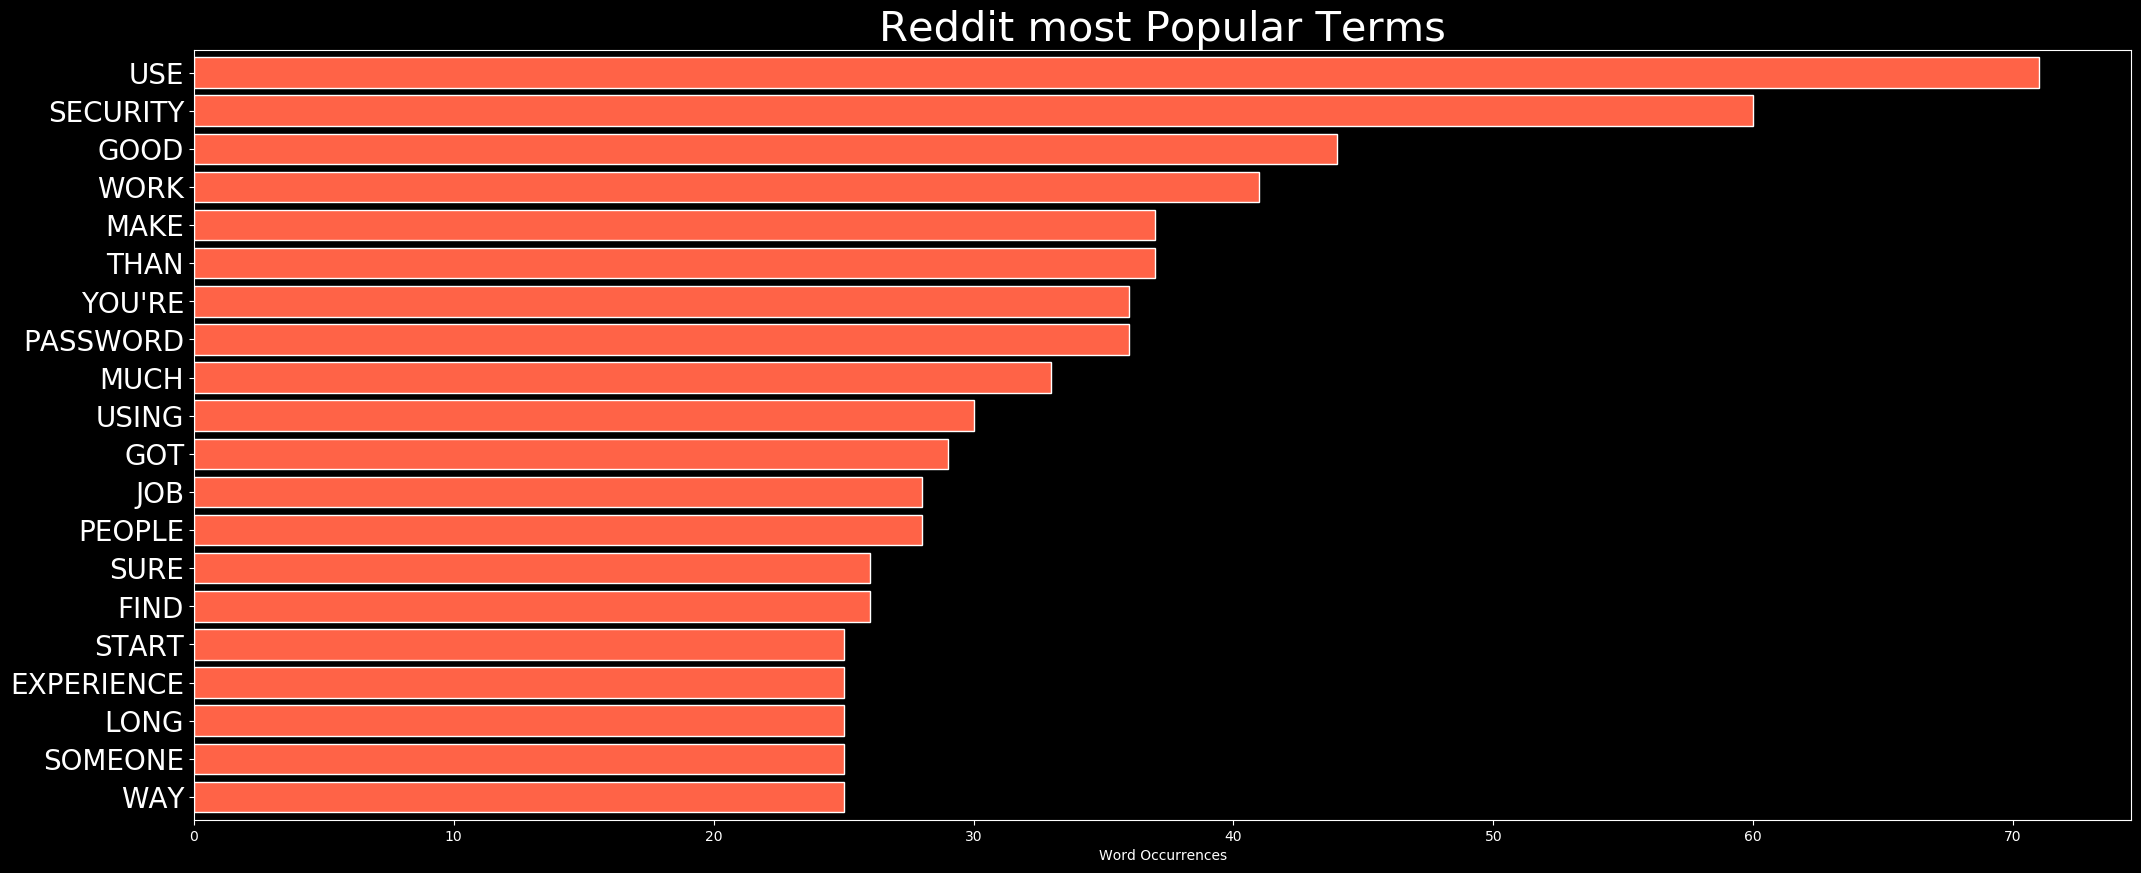 Reddit most Popular Terms
USE
SECURITY
GOOD
WORK
MAKE
THAN
YOU'RE
PASSWORD
MUCH
USING
GOT
JOB
PEOPLE
SURE
FIND
START
EXPERIENCE
LONG
SOMEONE
WAY
0 10 20 30 40 50 60 70
Word Occurrences